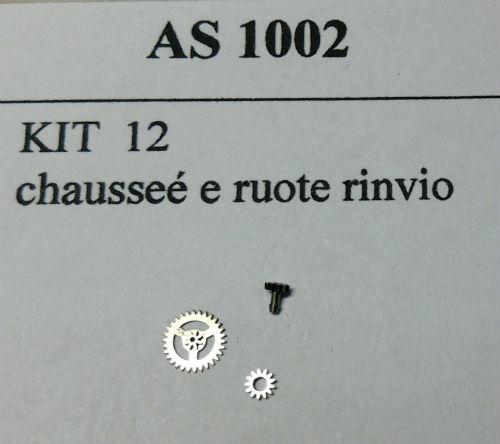 AS 1002
KIT 12
chausseé e ruote rinvio